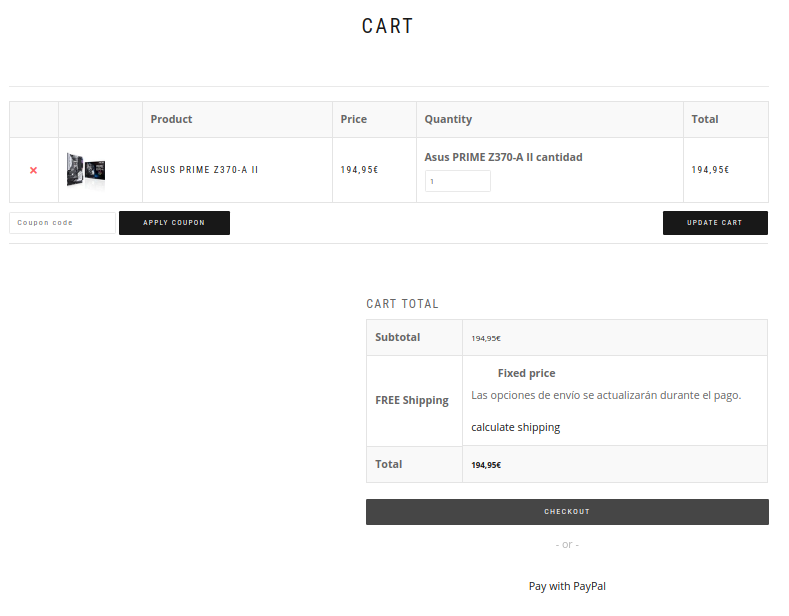 CART
Product Price Quantity Total
Asus PRIME Z370-A II cantidad
× ASUS PRIME Z370-A II 194,95€ 194,95€
1
Coupon code APPLY COUPON UPDATE CART
CART TOTAL
Subtotal 194,95€
Fixed price
FREE Shipping Las opciones de envío se actualizarán durante el pago.
calculate shipping
Total 194,95€
CHECKOUT
- or -
Pay with PayPal